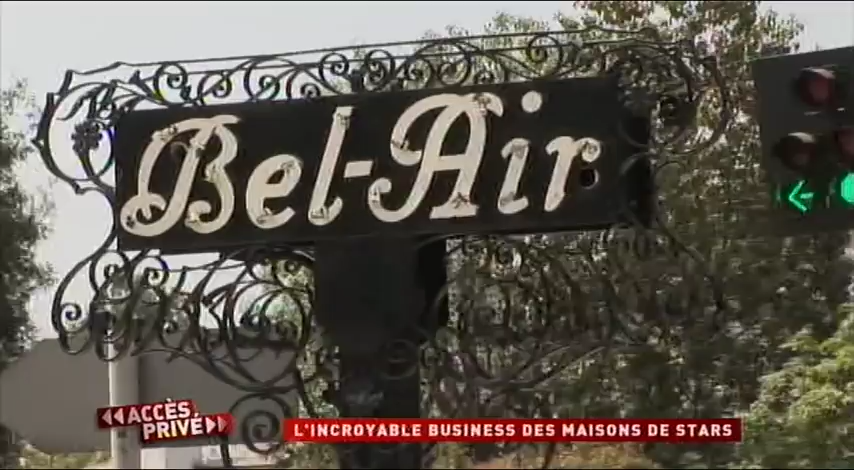 Bel-Air
ACCÈS
PRIVÉ
L'INCROYABLE BUSINESS DES MAISONS DE STARS